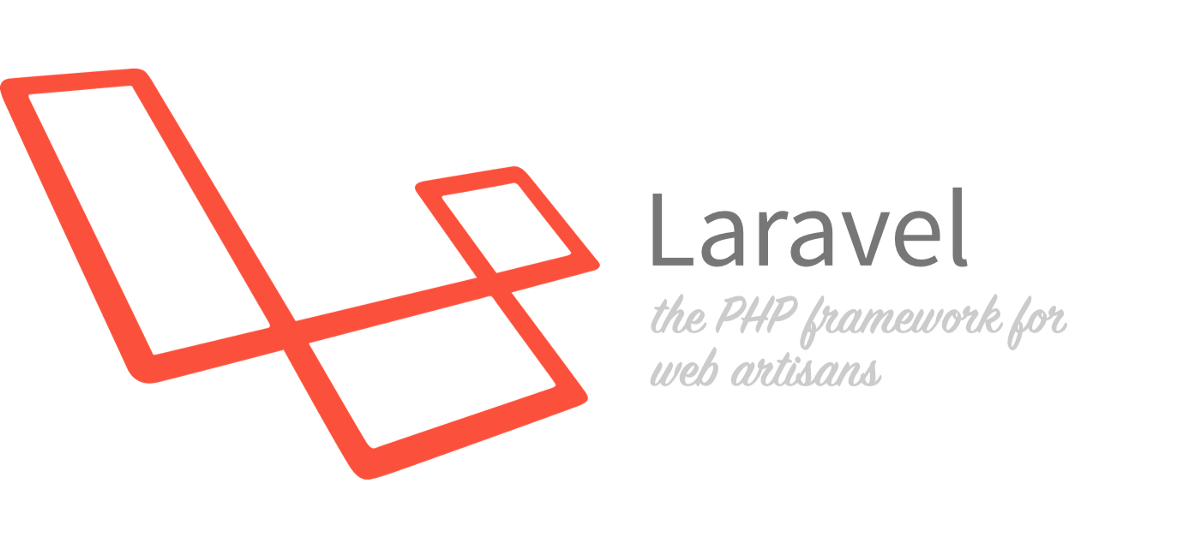 Laravel
the PHP framework for
web artisans